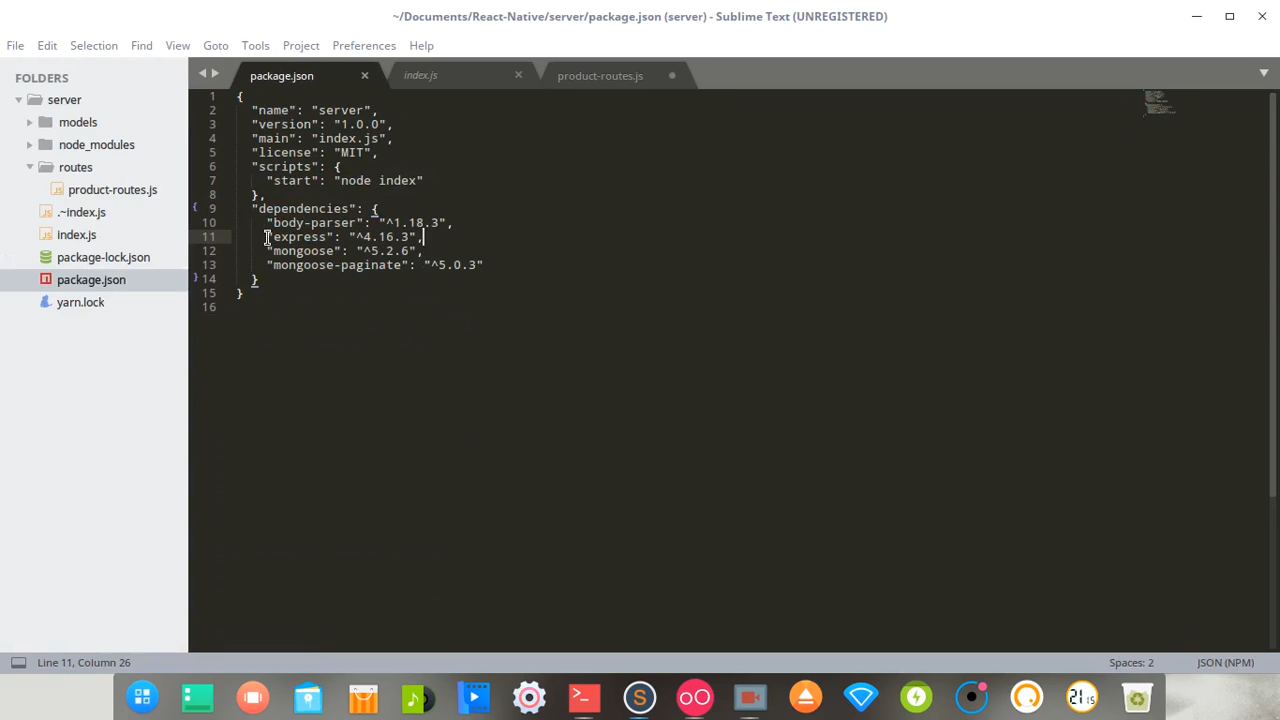 ~/Documents/React-Native/server/package.json (server) - Sublime Text (UNREGISTERED)
File Edit Selection Find View Goto Tools Project Preferences Help
FOLDERS
server
models
node_modules
routes
product-routes.js
.~index.js
index.js
package-lock.json
package.json
yarn.lock
package.json index.js product-routes.js
1 {
2 "name": "server",
3 "version": "1.0.0",
4 "main": "index.js",
5 "license": "MIT",
6 "scripts": {
7 "start": "node index"
8 },
9 "dependencies": {
10 "body-parser": "^1.18.3",
11 "express": "^4.16.3",
12 "mongoose": "^5.2.6",
13 "mongoose-paginate": "^5.0.3"
14 }
15 }
16
Line 11, Column 26 Spaces: 2 JSON (NPM)